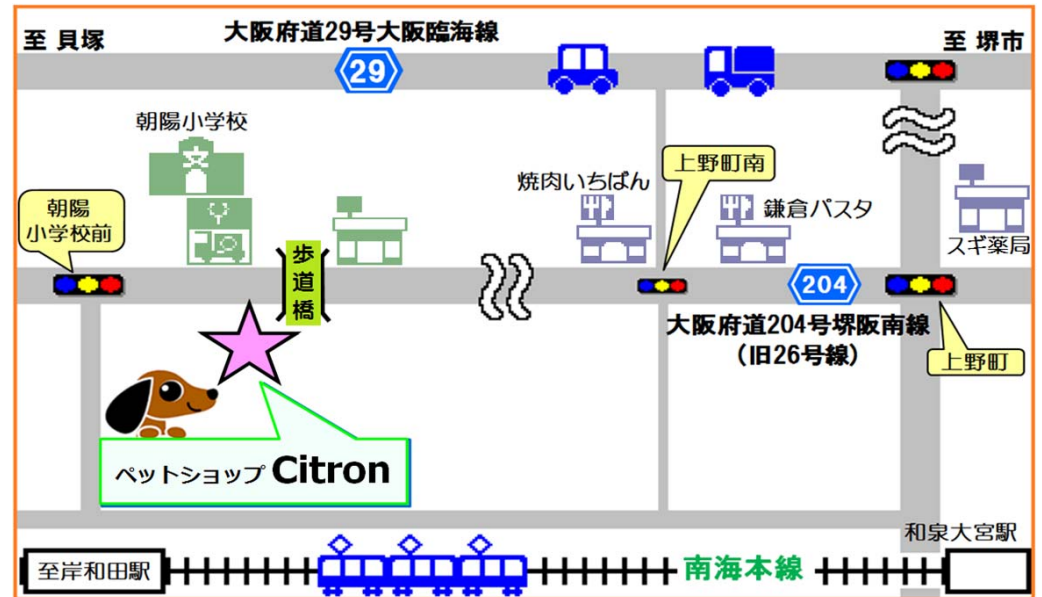 至 貝塚
大阪府道29号大阪臨海線
29
至 堺市
朝陽小学校
文
朝陽
小学校前
歩道橋
焼肉いちばん
上野町南
鎌倉パスタ
スギ薬局
204
大阪府道204号堺阪南線
（旧26号線）
上野町
ペットショップ Citron
和泉大宮駅
至岸和田駅
南海本線